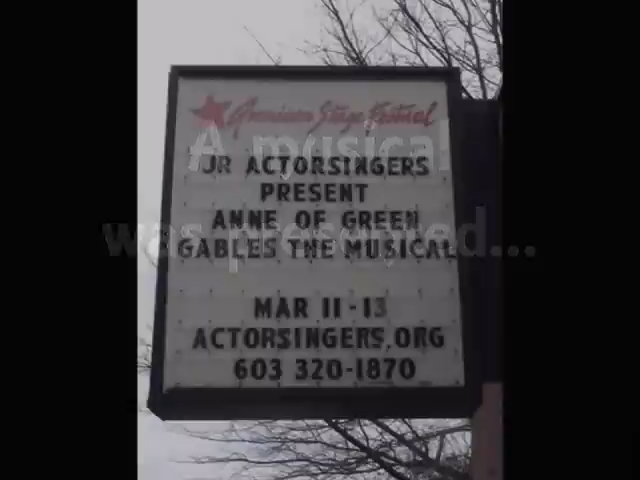 American Stage Festival
A musical
JR ACTORSINGERS
PRESENT
ANNE OF GREEN
was presented...
GABLES THE MUSICAL
MAR 11-13
ACTORSINGERS.ORG
603 320-1870